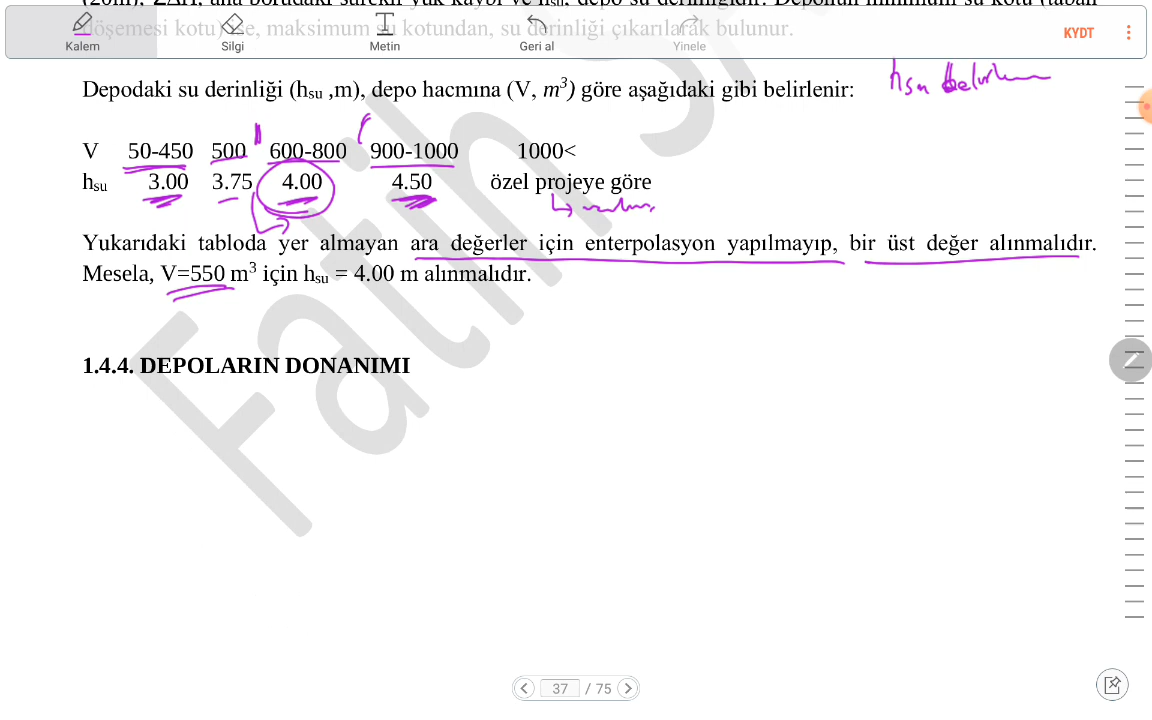 döşemesi kotu) ise, maksimum su kotundan, su derinliği çıkarılarak bulunur.
Kalem
Silgi
Metin
Geri al
Yinele
KYDT
Depodaki su derinliği (hsu ,m), depo hacmına (V, m³) göre aşağıdaki gibi belirlenir:
hsu
V 50-450 500 600-800 900-1000 1000<
hsu 3.00 3.75 4.00 4.50 özel projeye göre
Yukarıdaki tabloda yer almayan ara değerler için enterpolasyon yapılmayıp, bir üst değer alınmalıdır.
Mesela, V=550 m³ için hsu = 4.00 m alınmalıdır.
1.4.4. DEPOLARIN DONANIMI
Fatih
37 / 75